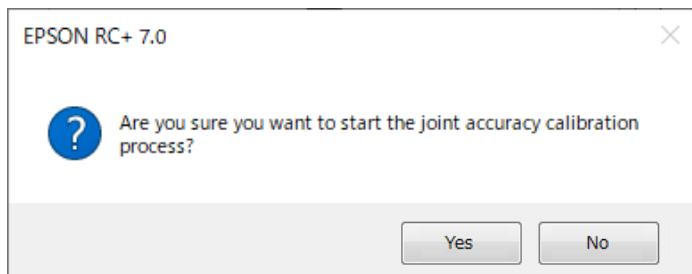 EPSON RC+ 7.0
Are you sure you want to start the joint accuracy calibration
process?
Yes No